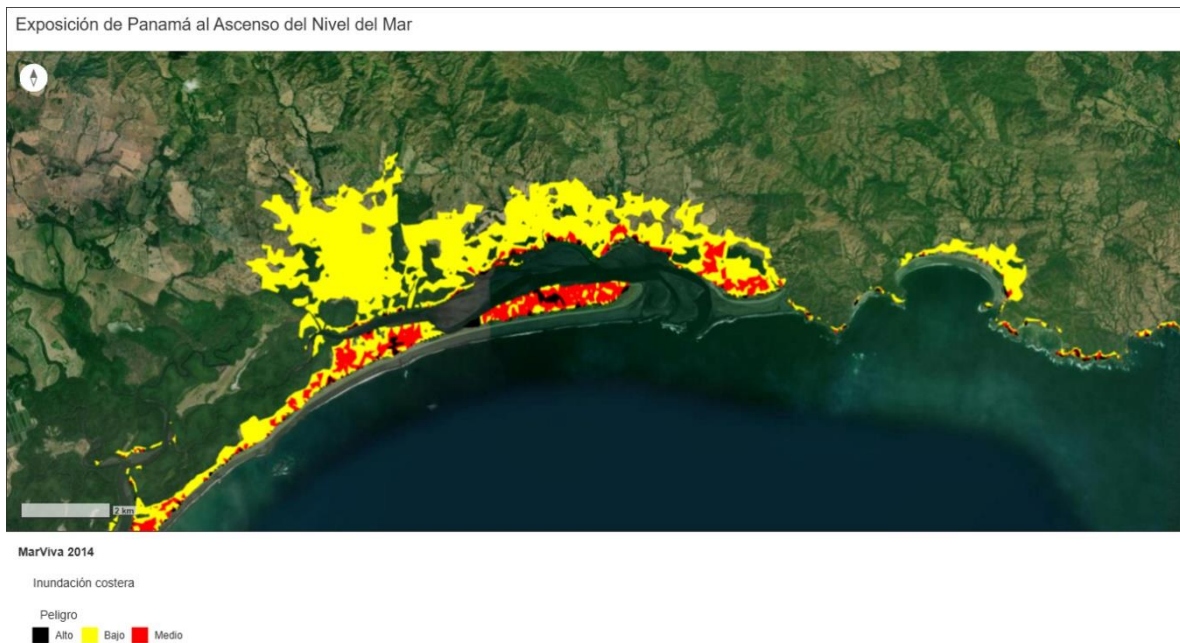 Exposición de Panamá al Ascenso del Nivel del Mar
2 km
MarViva 2014
Inundación costera
Peligro
Alto Bajo Medio